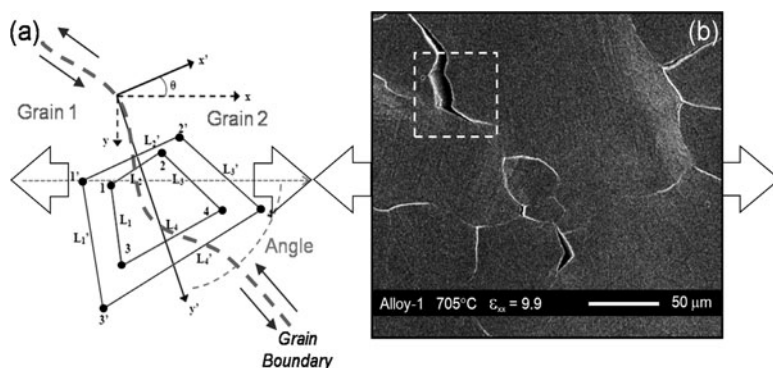 (a)
x'
θ
x
Grain 1
Grain 2
y
2'
L₂'
1'
1
L₂
2
L₃
L₃'
L₁
4
4'
L₄
L₁'
3
L₄'
Angle
y'
3'
Grain
Boundary
(b)
Alloy-1 705°C εxx = 9.9 50 µm